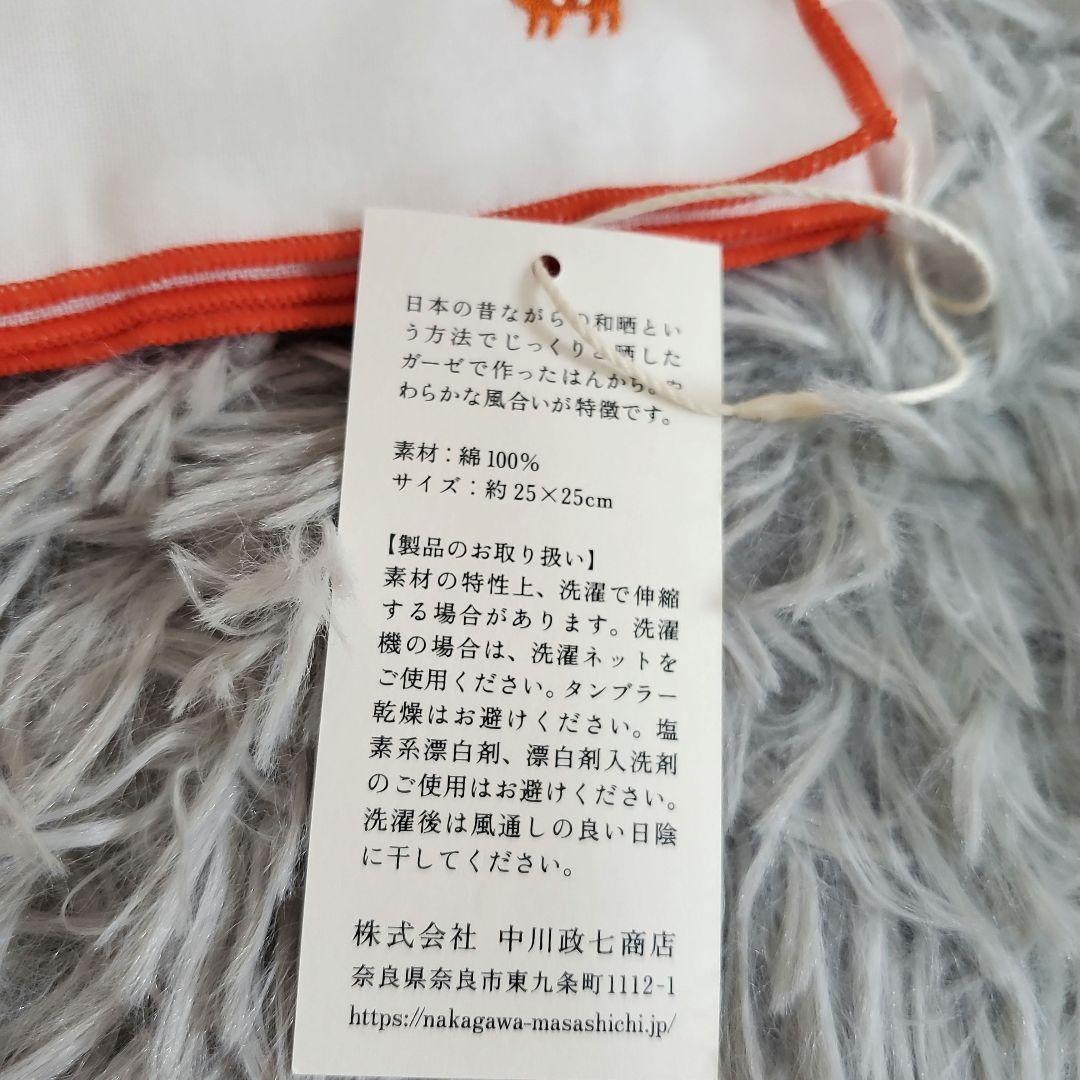 日本の昔ながらの和晒とい
う方法でじっくりと晒した
ガーゼで作ったはんかち。や
わらかな風合いが特徴です。
素材：綿100%
サイズ：約25×25cm
【製品のお取り扱い】
素材の特性上、洗濯で伸縮
する場合があります。洗濯
機の場合は、洗濯ネットを
ご使用ください。タンブラー
乾燥はお避けください。塩
素系漂白剤、漂白剤入洗剤
のご使用はお避けください。
洗濯後は風通しの良い日陰
に干してください。
株式会社 中川政七商店
奈良県奈良市東九条町1112-1
https://nakagawa-masashichi.jp/